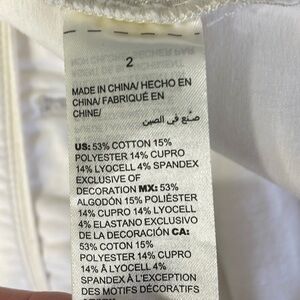 2
MADE IN CHINA/ HECHO EN
CHINA/ FABRIQUÉ EN
CHINE/
صنع في الصين
US: 53% COTTON 15%
POLYESTER 14% CUPRO
14% LYOCELL 4% SPANDEX
EXCLUSIVE OF
DECORATION MX: 53%
ALGODÓN 15% POLIÉSTER
14% CUPRO 14% LYOCELL
4% ELASTANO EXCLUSIVO
DE LA DECORACIÓN CA:
53% COTON 15%
POLYESTER 14% CUPRO
14% Â LYOCELL 4%
SPANDEX À L'EXCEPTION
DES MOTIFS DÉCORATIFS